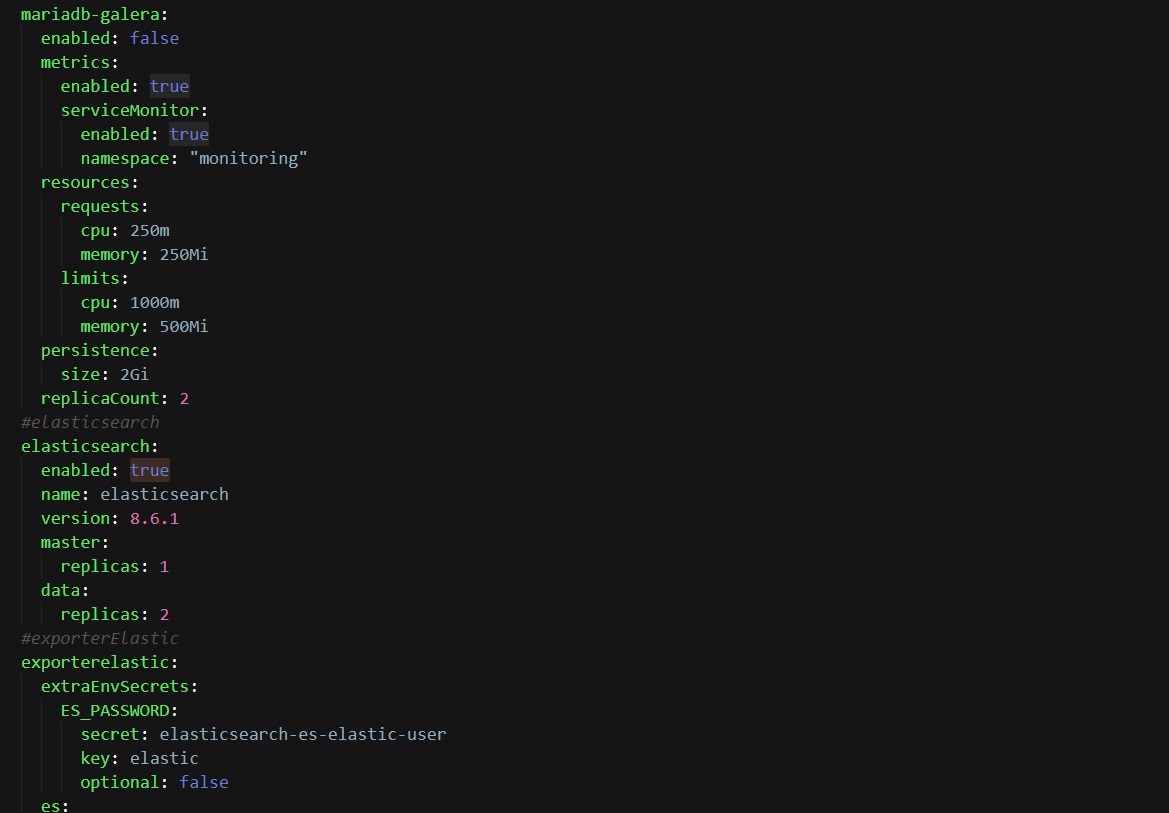 mariadb-galera:
  enabled: false
  metrics:
    enabled: true
    serviceMonitor:
      enabled: true
      namespace: "monitoring"
  resources:
    requests:
      cpu: 250m
      memory: 250Mi
    limits:
      cpu: 1000m
      memory: 500Mi
  persistence:
    size: 2Gi
  replicaCount: 2
#elasticsearch
elasticsearch:
  enabled: true
  name: elasticsearch
  version: 8.6.1
  master:
    replicas: 1
  data:
    replicas: 2
#exporterElastic
exporterelastic:
  extraEnvSecrets:
    ES_PASSWORD:
      secret: elasticsearch-es-elastic-user
      key: elastic
      optional: false
  es: